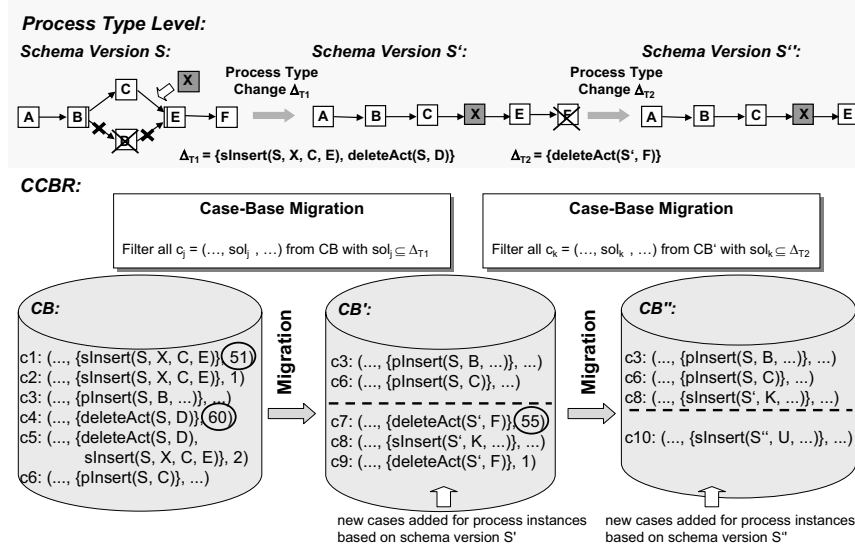 Process Type Level:
Schema Version S:
Schema Version S‘:
Schema Version S‘':
X
Process Type
Change ΔT1
Process Type
Change ΔT2
A
B
C
D
E
F
A
B
C
X
E
F
A
B
C
X
E
ΔT1 = {sInsert(S, X, C, E), deleteAct(S, D)}
ΔT2 = {deleteAct(S‘, F)}
CCBR:
Case-Base Migration
Filter all cj = (..., solj , …) from CB with solj ⊆ ΔT1
Case-Base Migration
Filter all ck = (..., solk , …) from CB‘ with solk ⊆ ΔT2
CB:
c1: (..., {sInsert(S, X, C, E)}, 51)
c2: (..., {sInsert(S, X, C, E)}, 1)
c3: (..., {pInsert(S, B, ...)}, ...)
c4: (..., {deleteAct(S, D)}, 60)
c5: (..., {deleteAct(S, D),
sInsert(S, X, C, E)}, 2)
c6: (..., {pInsert(S, C)}, ...)
Migration
CB':
c3: (..., {pInsert(S, B, ...)}, ...)
c6: (..., {pInsert(S, C)}, ...)
c7: (..., {deleteAct(S‘, F)}, 55)
c8: (..., {sInsert(S‘, K, ...)}, ...)
c9: (..., {deleteAct(S‘, F)}, 1)
Migration
CB'':
c3: (..., {pInsert(S, B, ...)}, ...)
c6: (..., {pInsert(S, C)}, ...)
c8: (..., {sInsert(S‘, K, ...)}, ...)
c10: (..., {sInsert(S‘‘, U, ...)}, ...)
new cases added for process instances
based on schema version S'
new cases added for process instances
based on schema version S''